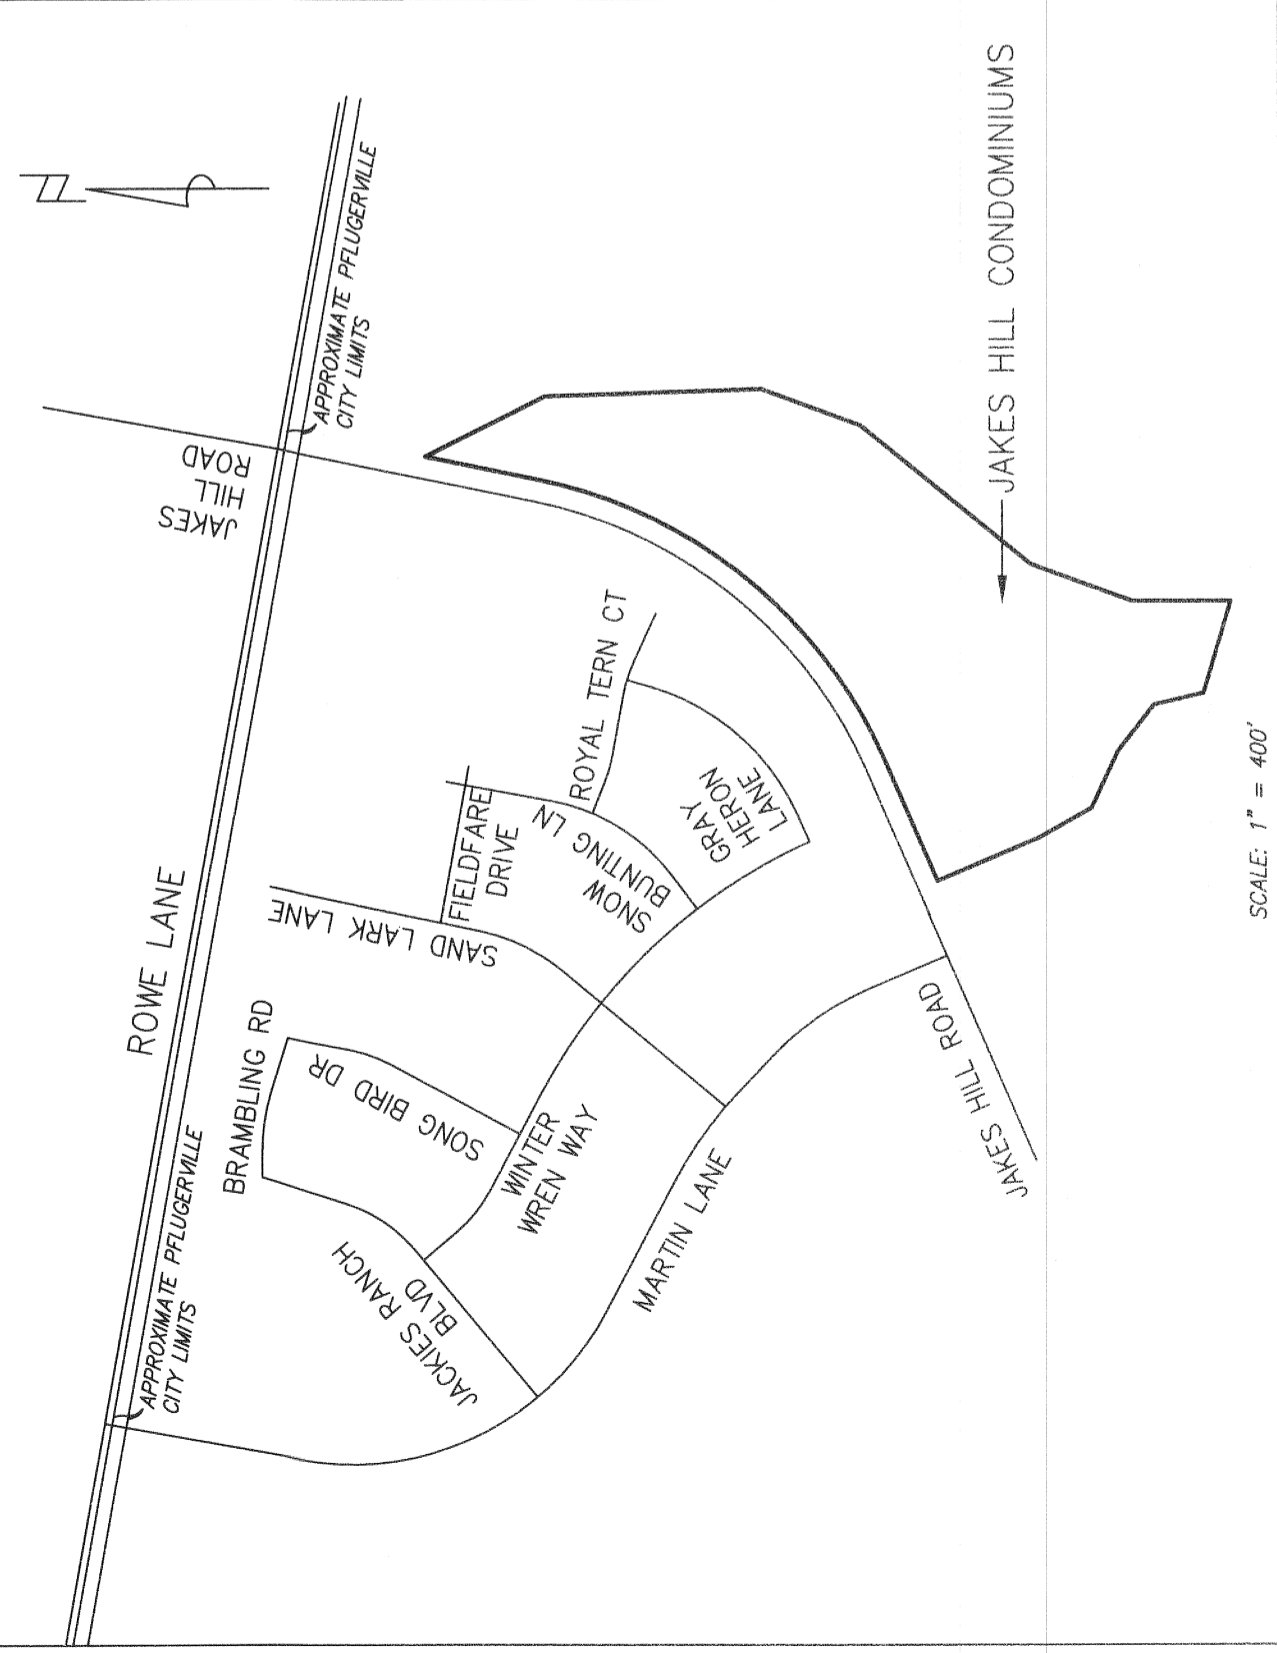 N
ROWE LANE
APPROXIMATE PFLUGERVILLE
CITY LIMITS
APPROXIMATE PFLUGERVILLE
CITY LIMITS
JAKES
HILL
ROAD
BRAMBLING RD
SONG BIRD DR
SAND LARK LANE
FIELDFARE
DRIVE
SNOW
BUNTING LN
ROYAL TERN CT
GRAY
HERON
LANE
JACKIES RANCH
BLVD
WINTER
WREN WAY
MARTIN LANE
JAKES HILL ROAD
JAKES HILL CONDOMINIUMS
SCALE: 1" = 400'